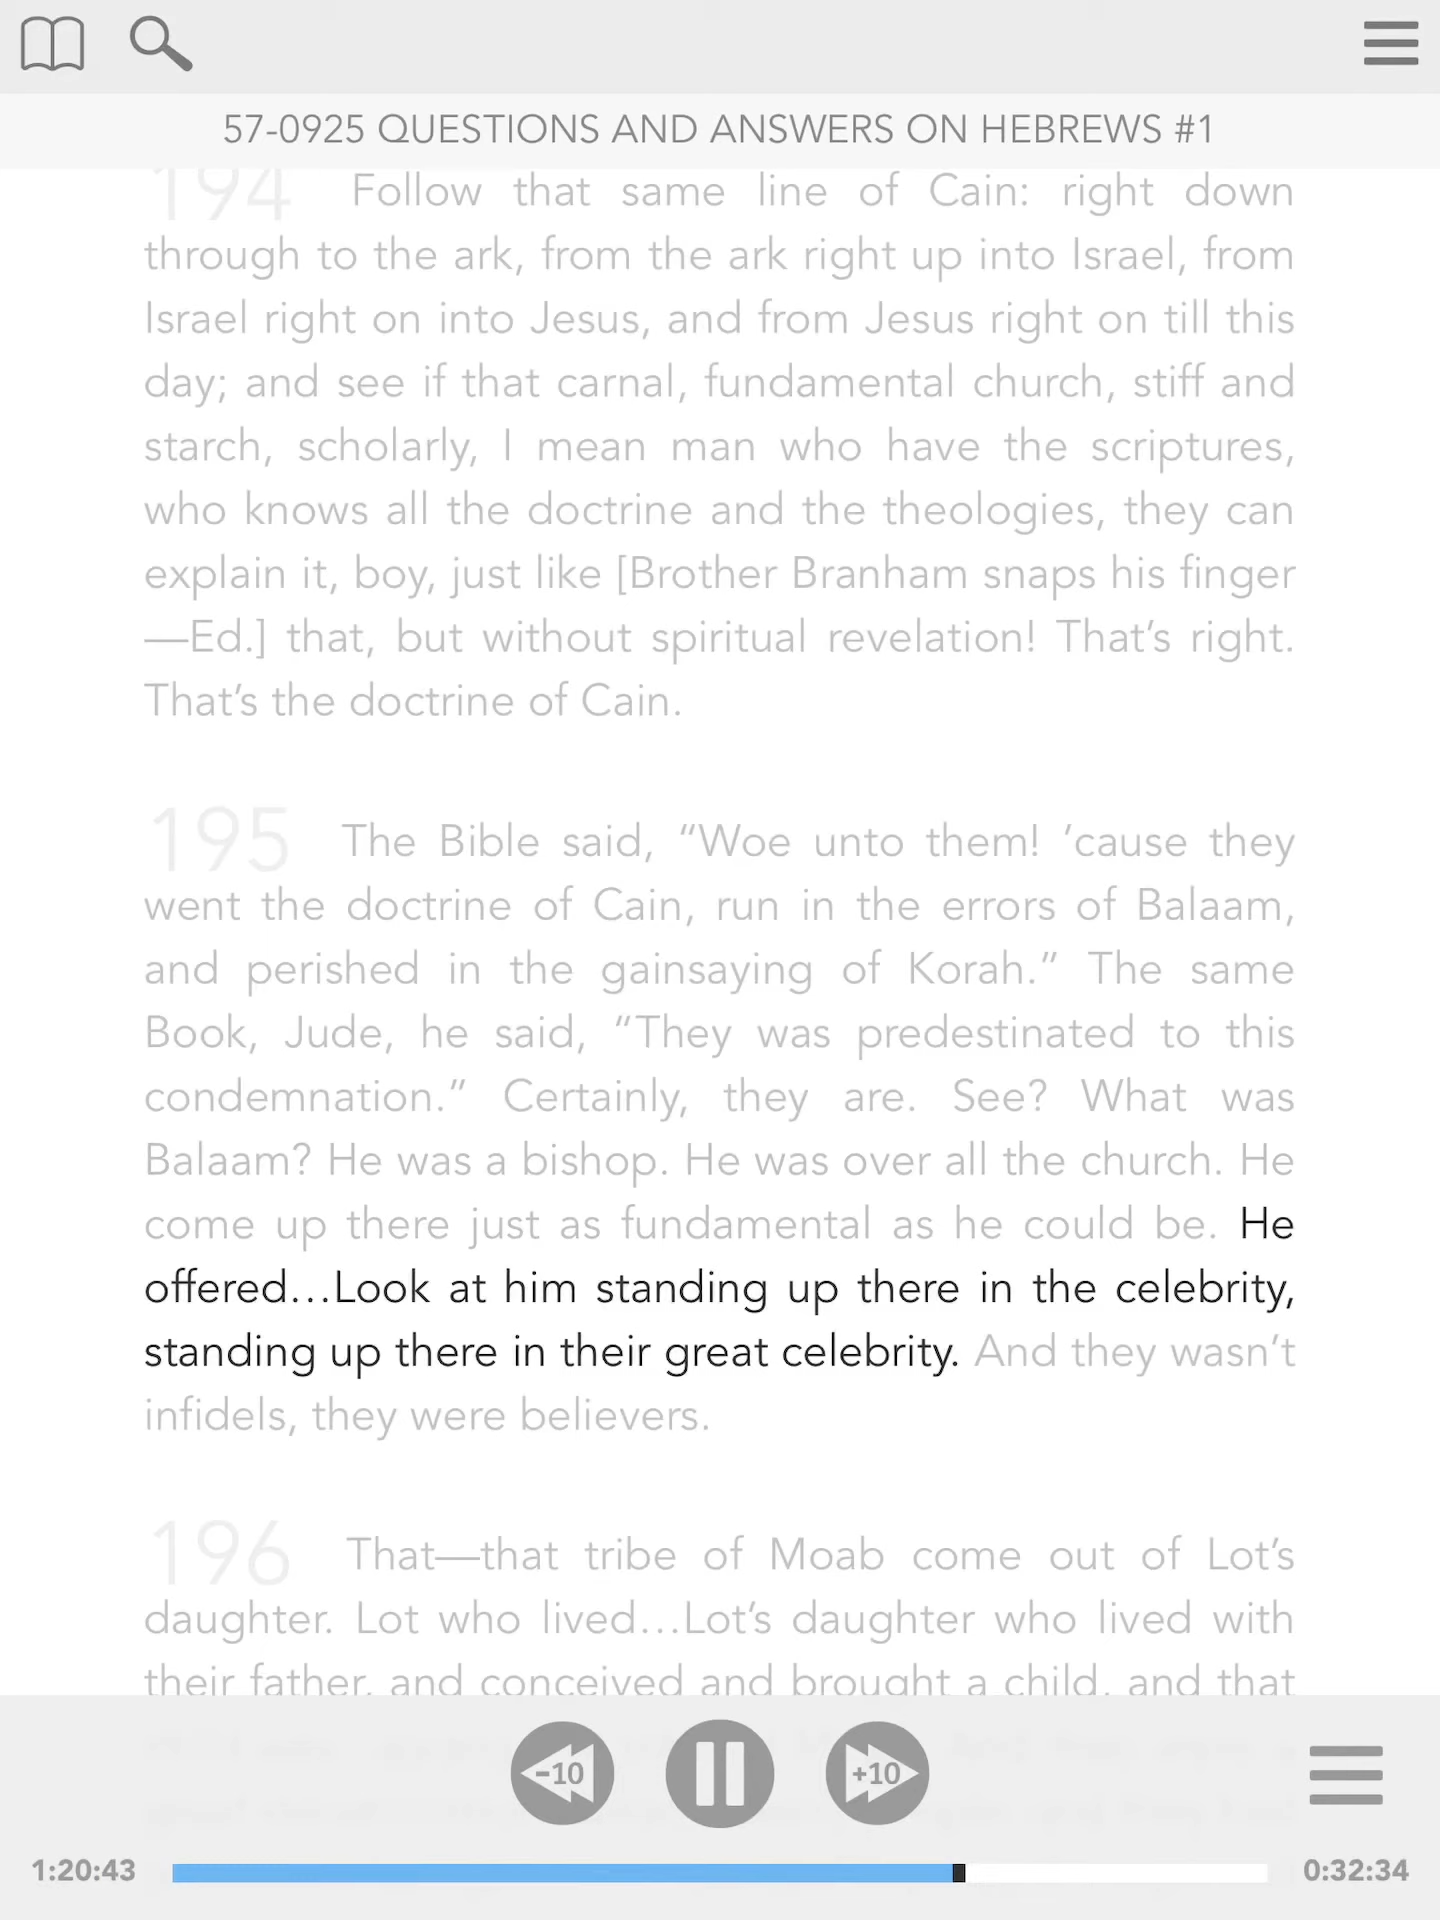 57-0925 QUESTIONS AND ANSWERS ON HEBREWS #1
194 Follow that same line of Cain: right down
through to the ark, from the ark right up into Israel, from
Israel right on into Jesus, and from Jesus right on till this
day; and see if that carnal, fundamental church, stiff and
starch, scholarly, I mean man who have the scriptures,
who knows all the doctrine and the theologies, they can
explain it, boy, just like [Brother Branham snaps his finger
—Ed.] that, but without spiritual revelation! That’s right.
That’s the doctrine of Cain.
195 The Bible said, “Woe unto them! ’cause they
went the doctrine of Cain, run in the errors of Balaam,
and perished in the gainsaying of Korah.” The same
Book, Jude, he said, “They was predestinated to this
condemnation.” Certainly, they are. See? What was
Balaam? He was a bishop. He was over all the church. He
come up there just as fundamental as he could be. He
offered…Look at him standing up there in the celebrity,
standing up there in their great celebrity. And they wasn’t
infidels, they were believers.
196 That—that tribe of Moab come out of Lot’s
daughter. Lot who lived…Lot’s daughter who lived with
their father, and conceived and brought a child, and that
-10 +10
1:20:43 0:32:34